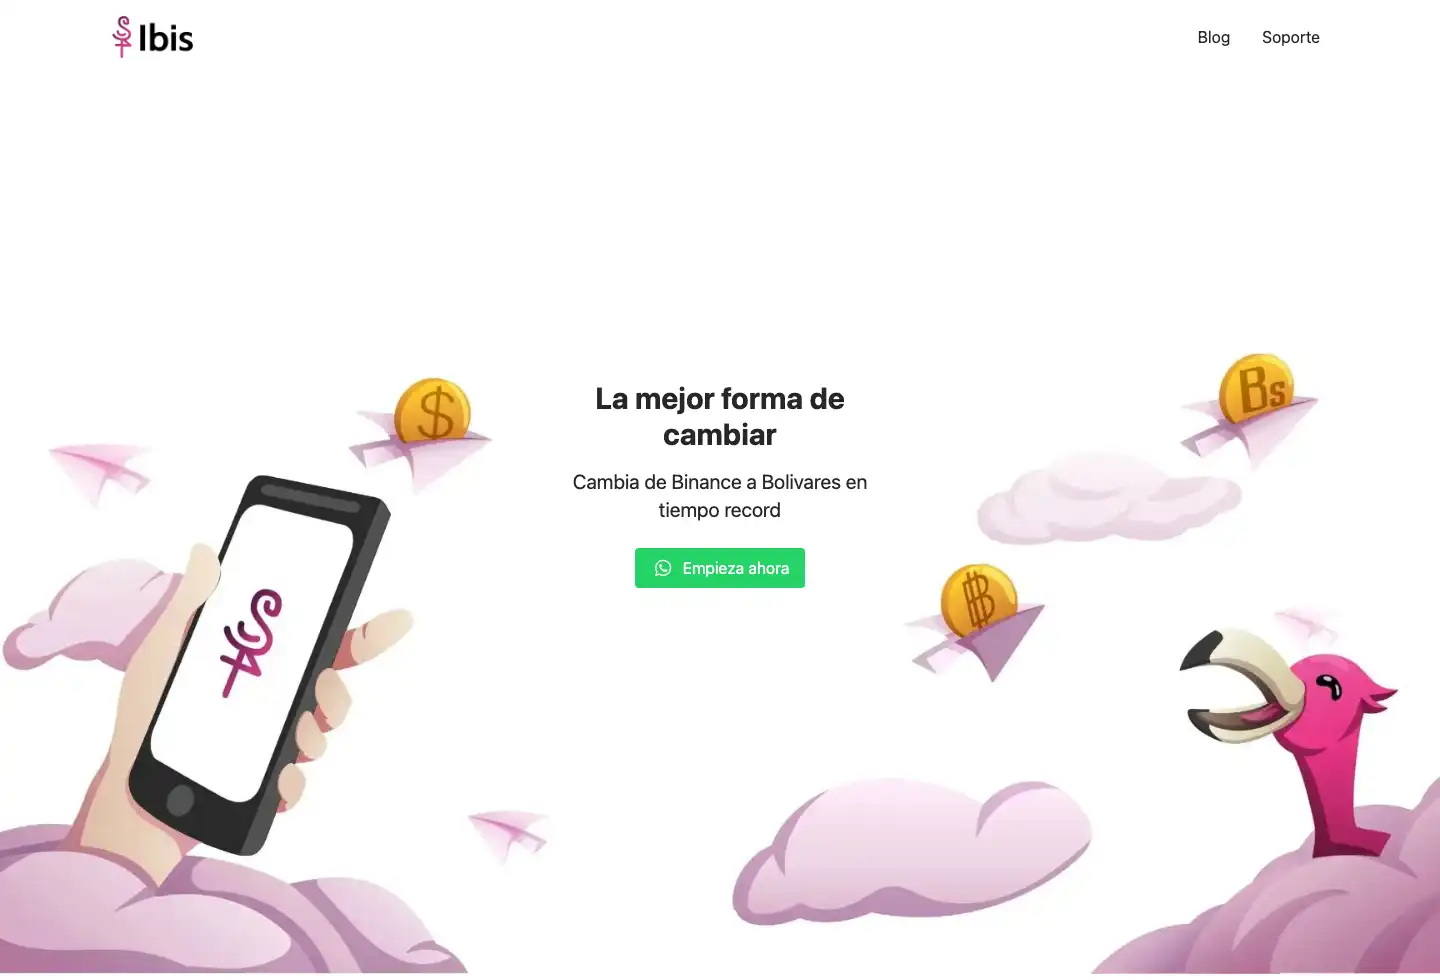 Ibis
Blog
Soporte
$
Bs
La mejor forma de
cambiar
Cambia de Binance a Bolivares en
tiempo record
Empieza ahora
₿